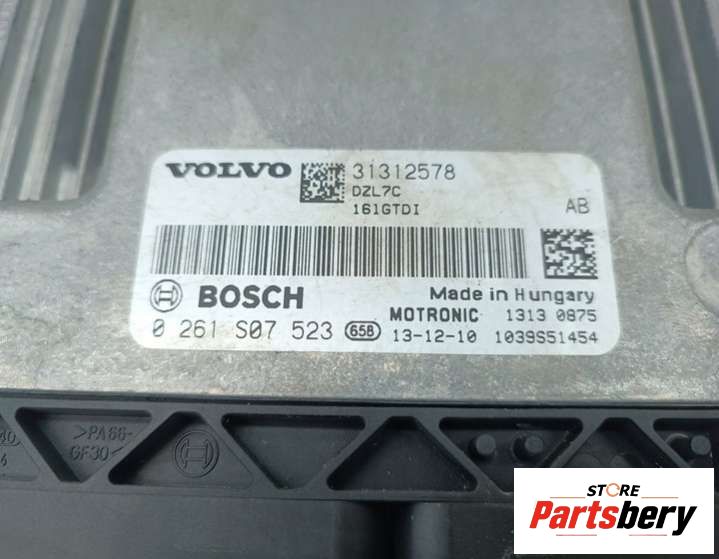 VOLVO 31312578
DZL7C
161GTDI AB
BOSCH Made in Hungary
MOTRONIC 1313 0875
0 261 S07 523 65B 13-12-10 1039S51454
>PA66-
GF30<
STORE
Partsbery